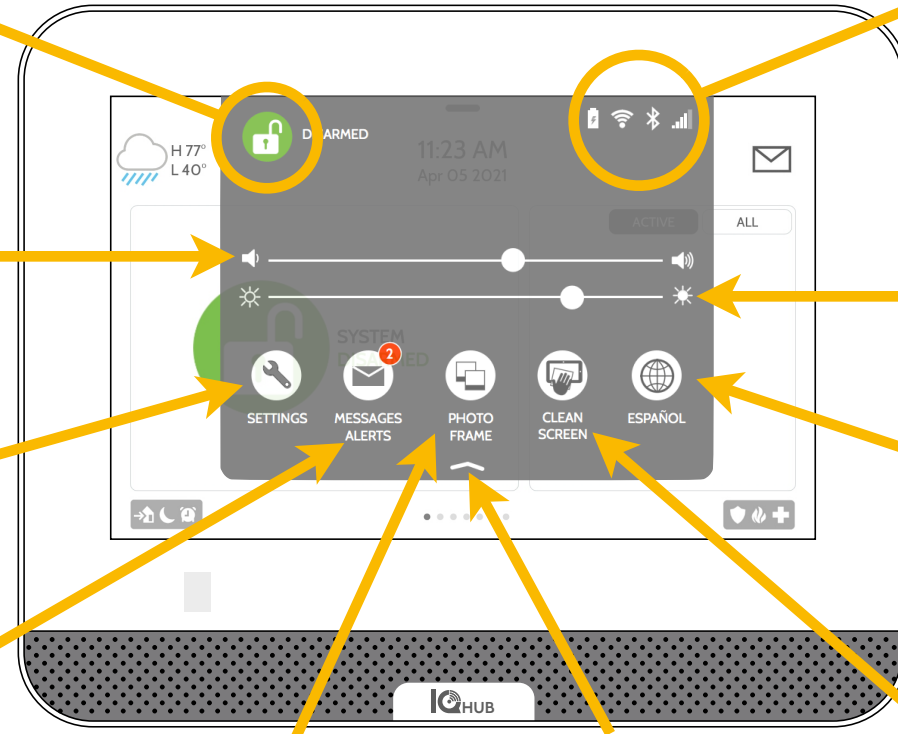 DISARMED
11:23 AM
Apr 05 2021
H 77°
L 40°
ACTIVE
ALL
SYSTEM
DISARMED
2
SETTINGS
MESSAGES
ALERTS
PHOTO
FRAME
CLEAN
SCREEN
ESPAÑOL
IQ HUB